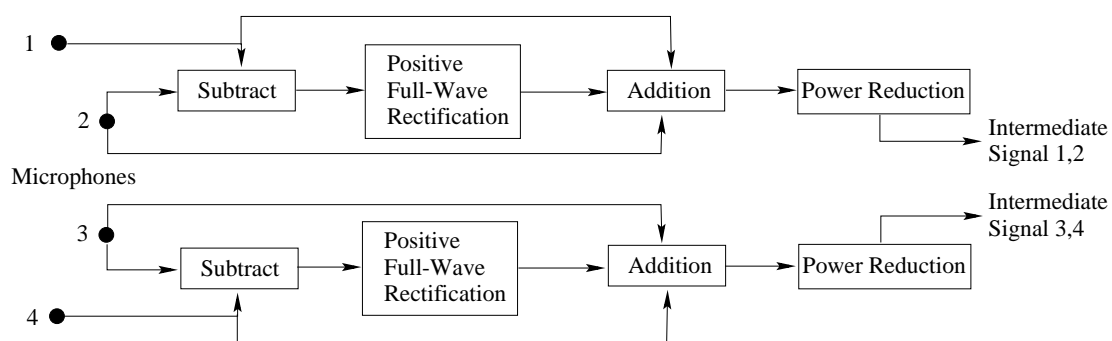 1
Subtract
Positive
Full-Wave
Rectification
Addition
Power Reduction
2
Intermediate
Signal 1,2
Microphones
Intermediate
Signal 3,4
3
Subtract
Positive
Full-Wave
Rectification
Addition
Power Reduction
4